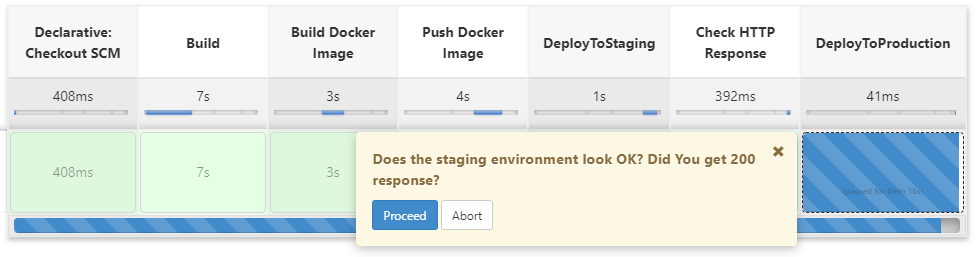 Declarative:
Checkout SCM
Build
Build Docker
Image
Push Docker
Image
DeployToStaging
Check HTTP
Response
DeployToProduction
408ms
7s
3s
4s
1s
392ms
41ms
408ms
7s
3s
Does the staging environment look OK? Did You get 200
response?
✖
Proceed
Abort
(paused for 6min 16s)